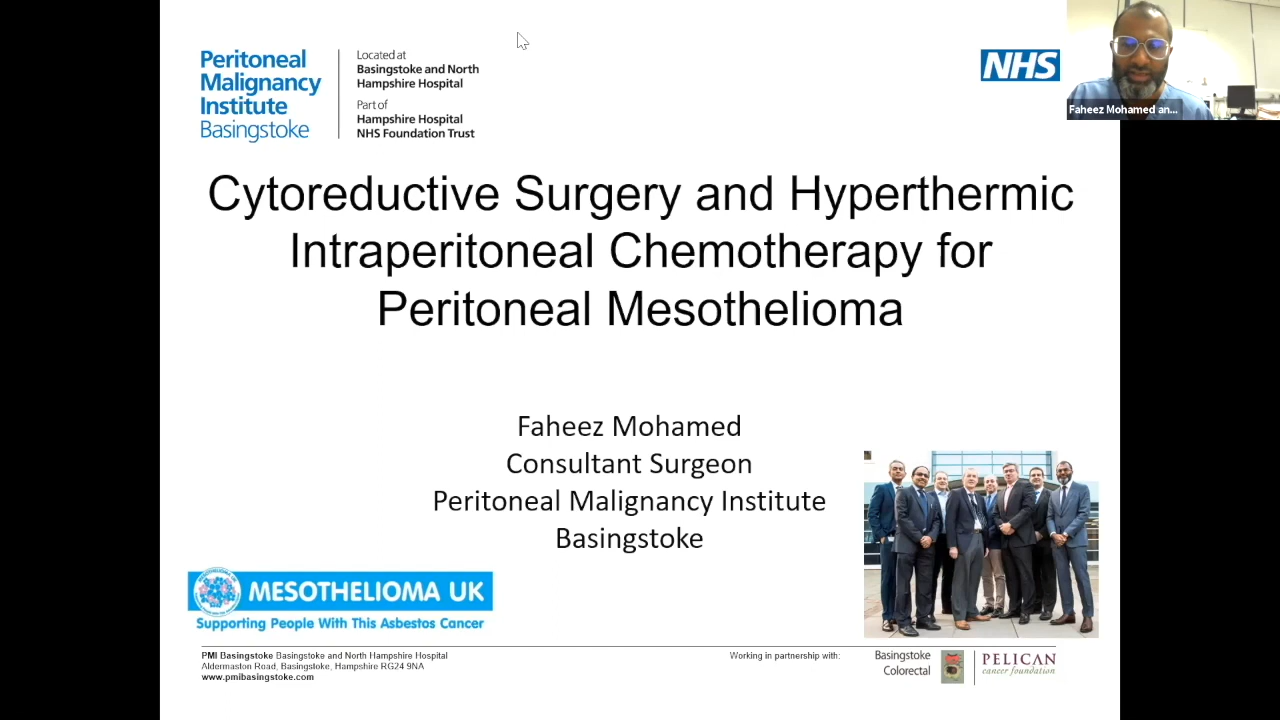 Peritoneal
Malignancy
Institute
Basingstoke
Located at
Basingstoke and North
Hampshire Hospital
Part of
Hampshire Hospital
NHS Foundation Trust
NHS
Faheez Mohamed an...
Cytoreductive Surgery and Hyperthermic
Intraperitoneal Chemotherapy for
Peritoneal Mesothelioma
Faheez Mohamed
Consultant Surgeon
Peritoneal Malignancy Institute
Basingstoke
MESOTHELIOMA UK
Supporting People With This Asbestos Cancer
PMI Basingstoke Basingstoke and North Hampshire Hospital
Aldermaston Road, Basingstoke, Hampshire RG24 9NA
www.pmibasingstoke.com
Working in partnership with:
Basingstoke
Colorectal
PELICAN
cancer foundation